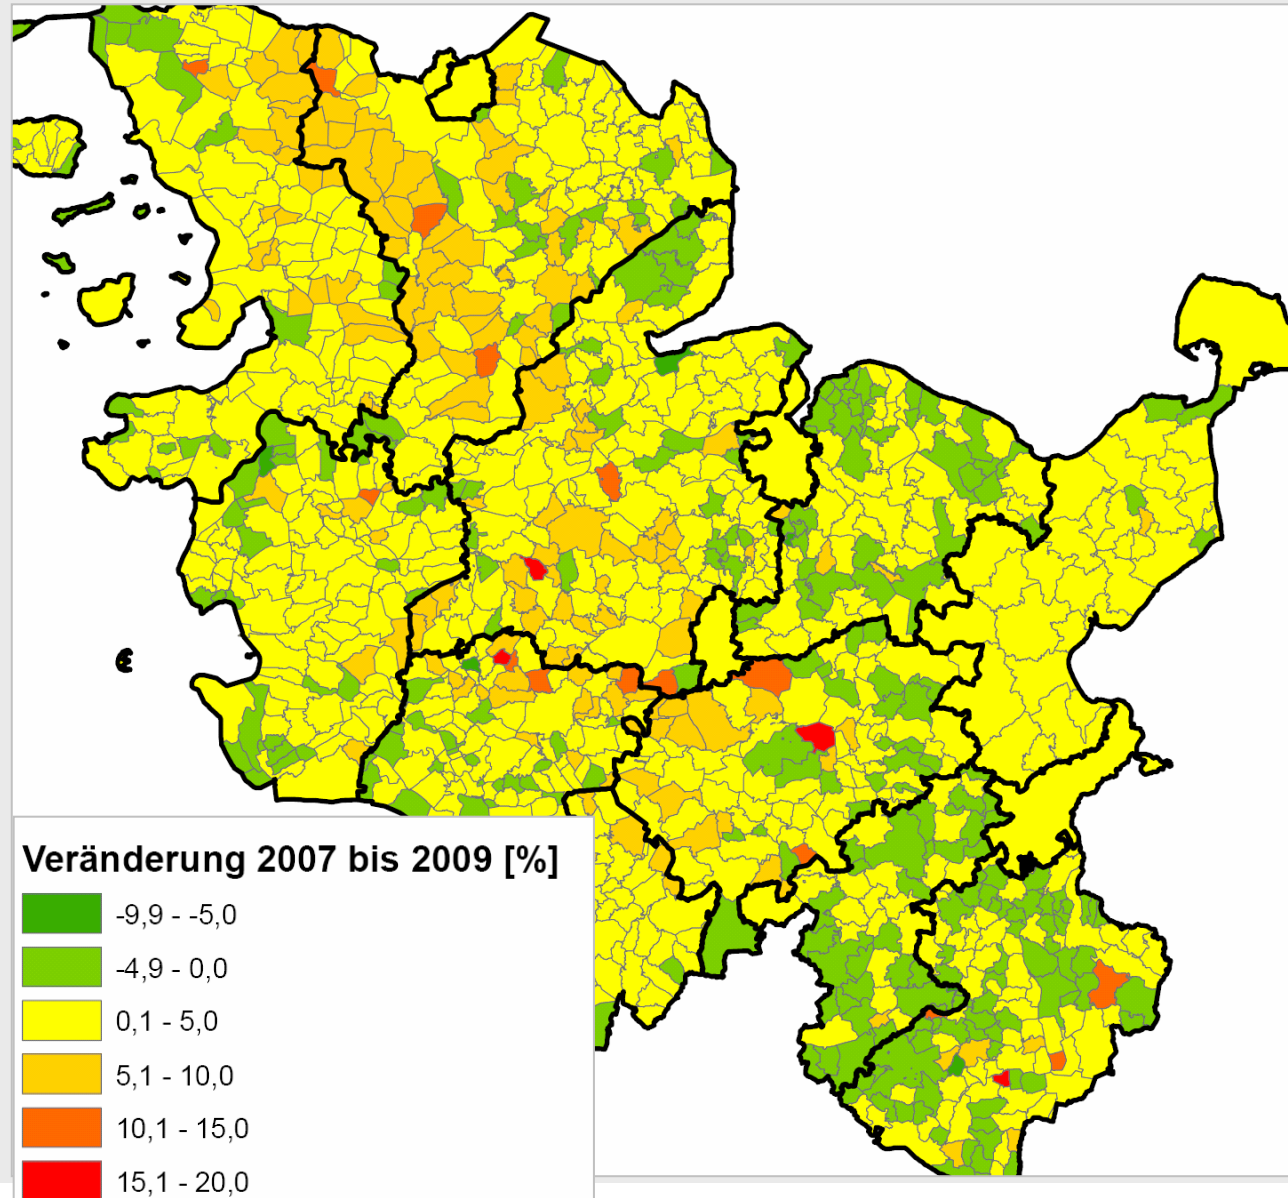 Veränderung 2007 bis 2009 [%]
-9,9 - -5,0
-4,9 - 0,0
0,1 - 5,0
5,1 - 10,0
10,1 - 15,0
15,1 - 20,0